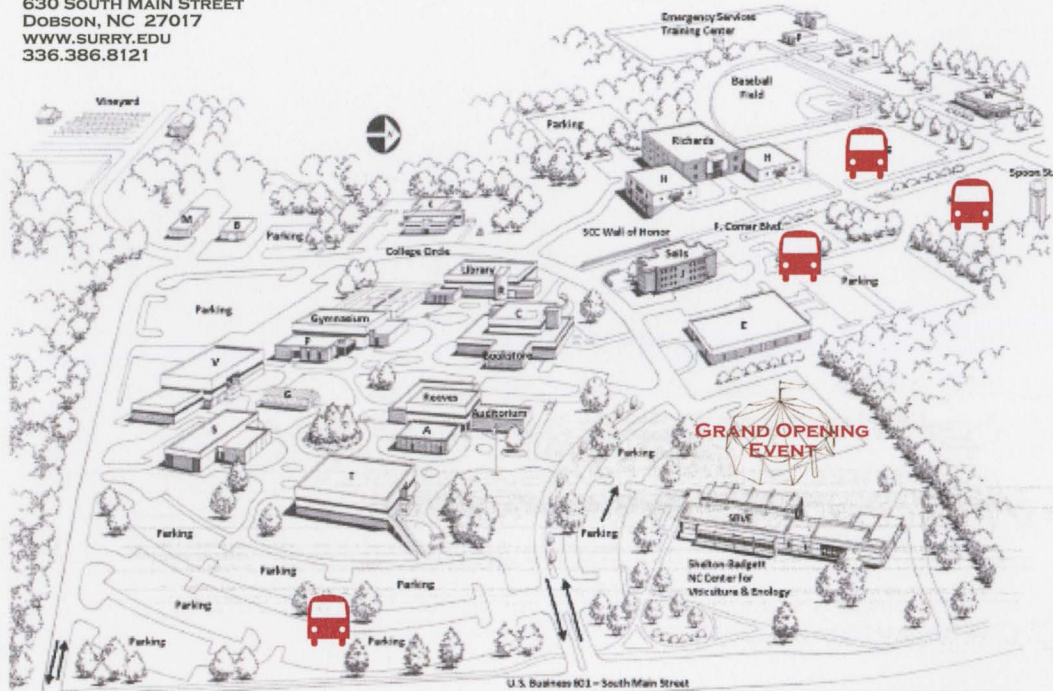 630 SOUTH MAIN STREET
DOBSON, NC 27017
WWW.SURRY.EDU
336.386.8121
Emergency Services
Training Center
F
Baseball
Field
W
Vineyard
N
Parking
Richards
H
H
Spoon St.
M
B
Parking
SCC Wall of Honor
F. Comer Blvd.
College Circle
Salls
J
Library
R
Parking
Parking
Gymnasium
P
C
E
Bookstore
V
G
Reeves
Auditorium
A
S
GRAND OPENING
EVENT
Parking
T
SBVE
Parking
Parking
Shelton-Badgett
NC Center for
Viticulture & Enology
Parking
Parking
Parking
Parking
Parking
U.S. Business 601 – South Main Street